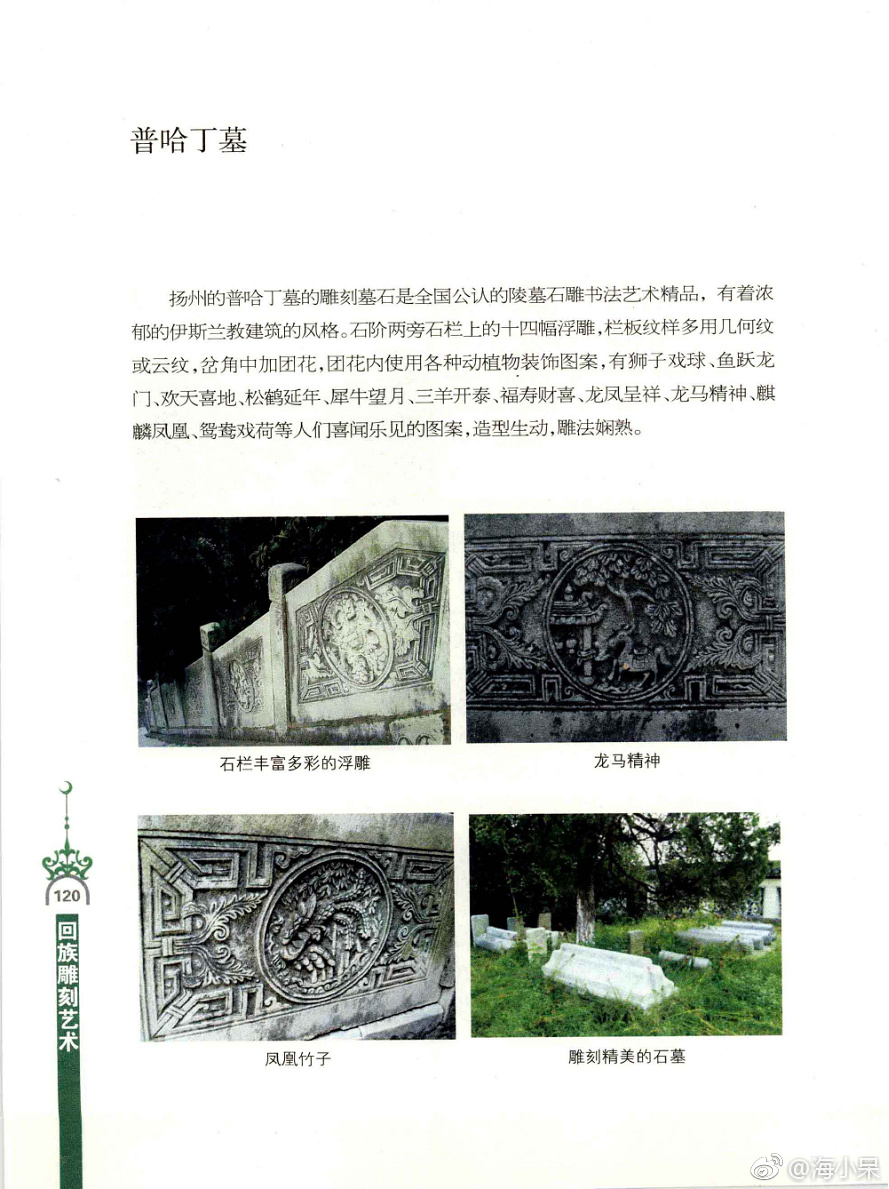 普哈丁墓
扬州的普哈丁墓的雕刻墓石是全国公认的陵墓石雕书法艺术精品，有着浓
郁的伊斯兰教建筑的风格。石阶两旁石栏上的十四幅浮雕，栏板纹样多用几何纹
或云纹，岔角中加团花，团花内使用各种动植物装饰图案，有狮子戏球、鱼跃龙
门、欢天喜地、松鹤延年、犀牛望月、三羊开泰、福寿财喜、龙凤呈祥、龙马精神、麒
麟凤凰、鸳鸯戏荷等人们喜闻乐见的图案，造型生动，雕法娴熟。
石栏丰富多彩的浮雕
龙马精神
凤凰竹子
雕刻精美的石墓
120
回族雕刻艺术
@海小杲